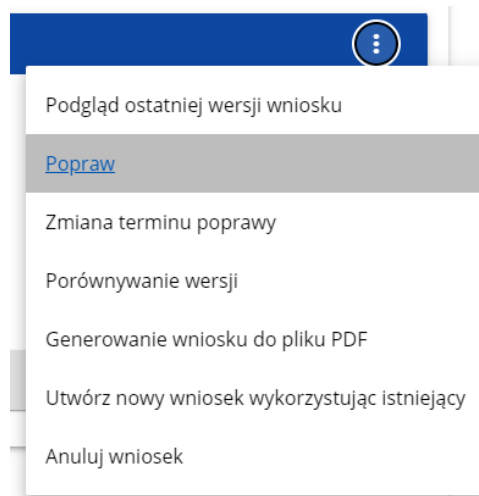 Podgląd ostatniej wersji wniosku
Popraw
Zmiana terminu poprawy
Porównywanie wersji
Generowanie wniosku do pliku PDF
Utwórz nowy wniosek wykorzystując istniejący
Anuluj wniosek